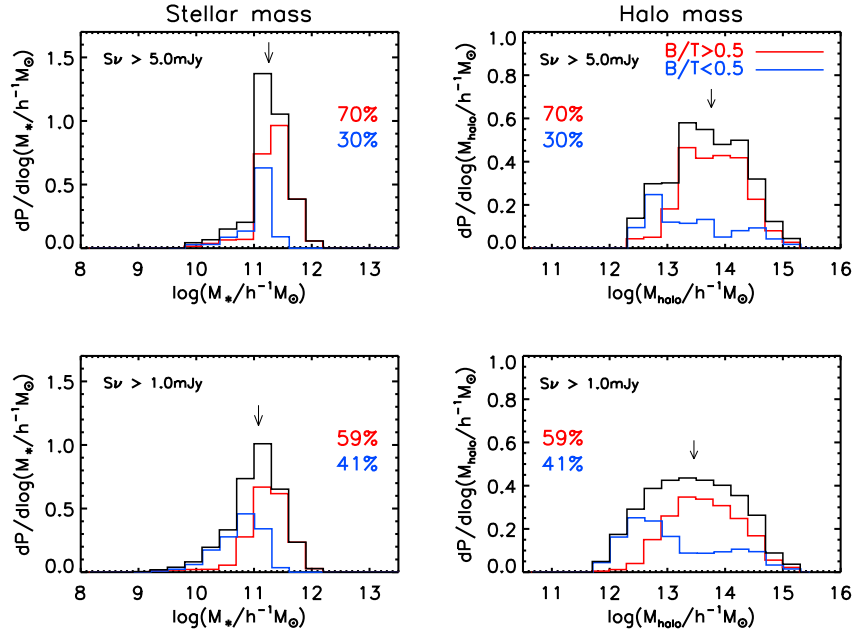 Stellar mass
Halo mass
dP/dlog(M*/h⁻¹M⊙)
1.5
1.0
0.5
0.0
Sν > 5.0mJy
70%
30%
8 9 10 11 12 13
log(M*/h⁻¹M⊙)
dP/dlog(Mhalo/h⁻¹M⊙)
1.0
0.8
0.6
0.4
0.2
0.0
Sν > 5.0mJy
B/T>0.5
B/T<0.5
70%
30%
11 12 13 14 15 16
log(Mhalo/h⁻¹M⊙)
dP/dlog(M*/h⁻¹M⊙)
1.5
1.0
0.5
0.0
Sν > 1.0mJy
59%
41%
8 9 10 11 12 13
log(M*/h⁻¹M⊙)
dP/dlog(Mhalo/h⁻¹M⊙)
1.0
0.8
0.6
0.4
0.2
0.0
Sν > 1.0mJy
59%
41%
11 12 13 14 15 16
log(Mhalo/h⁻¹M⊙)